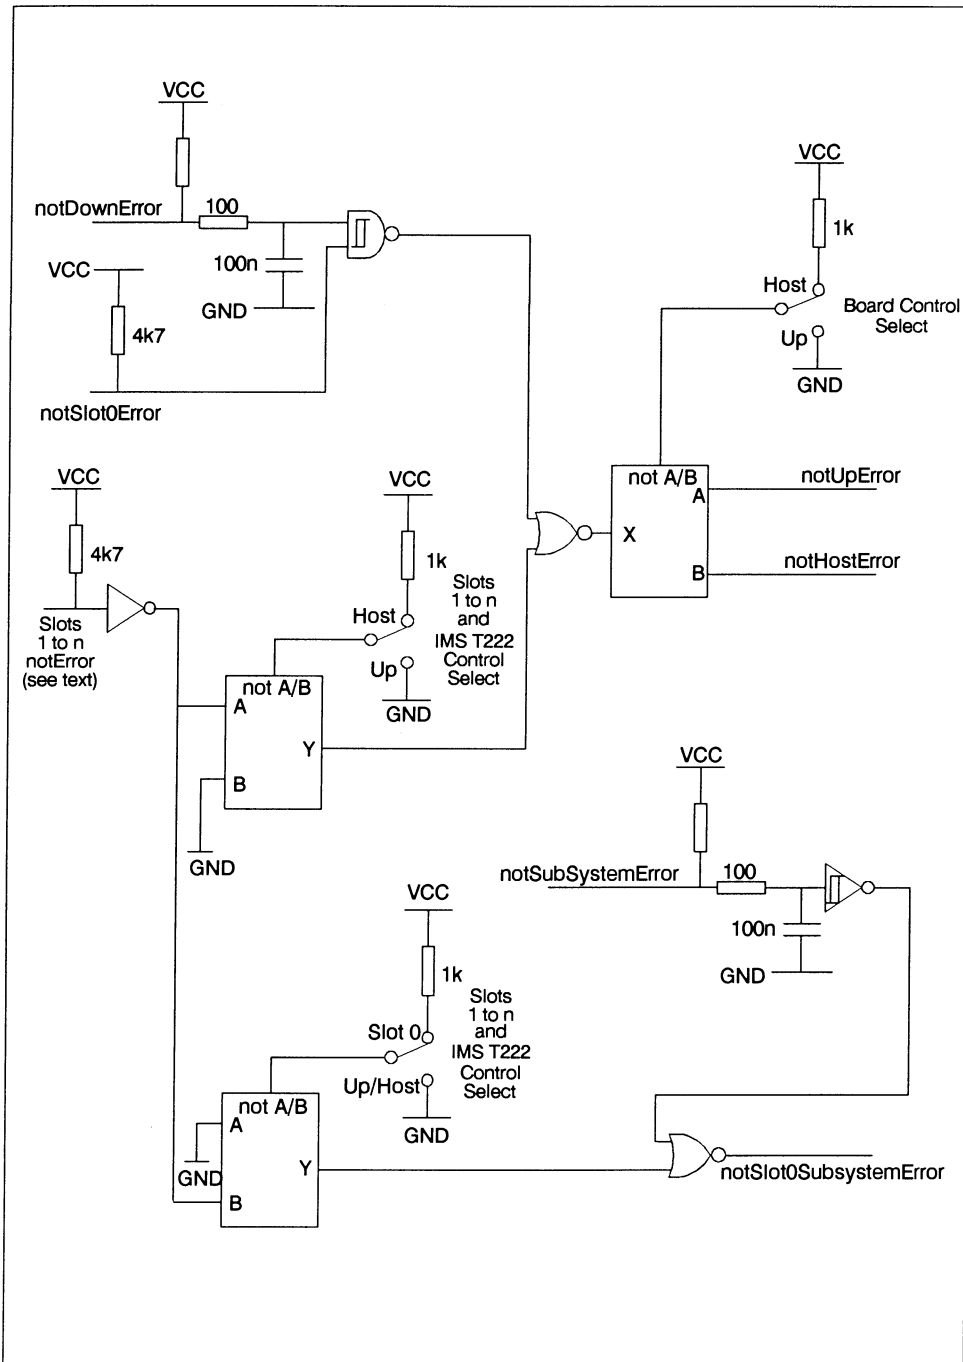 VCC
notDownError
100
100n
GND
VCC
4k7
notSlot0Error
VCC
1k
Host
Up
GND
Board Control
Select
not A/B
A
X
B
notUpError
notHostError
VCC
4k7
Slots
1 to n
notError
(see text)
VCC
1k
Slots
1 to n
and
IMS T222
Control
Select
Host
Up
GND
not A/B
A
Y
B
GND
VCC
notSubSystemError
100
100n
GND
VCC
1k
Slots
1 to n
and
IMS T222
Control
Select
Slot 0
Up/Host
GND
not A/B
A
GND
Y
B
notSlot0SubsystemError